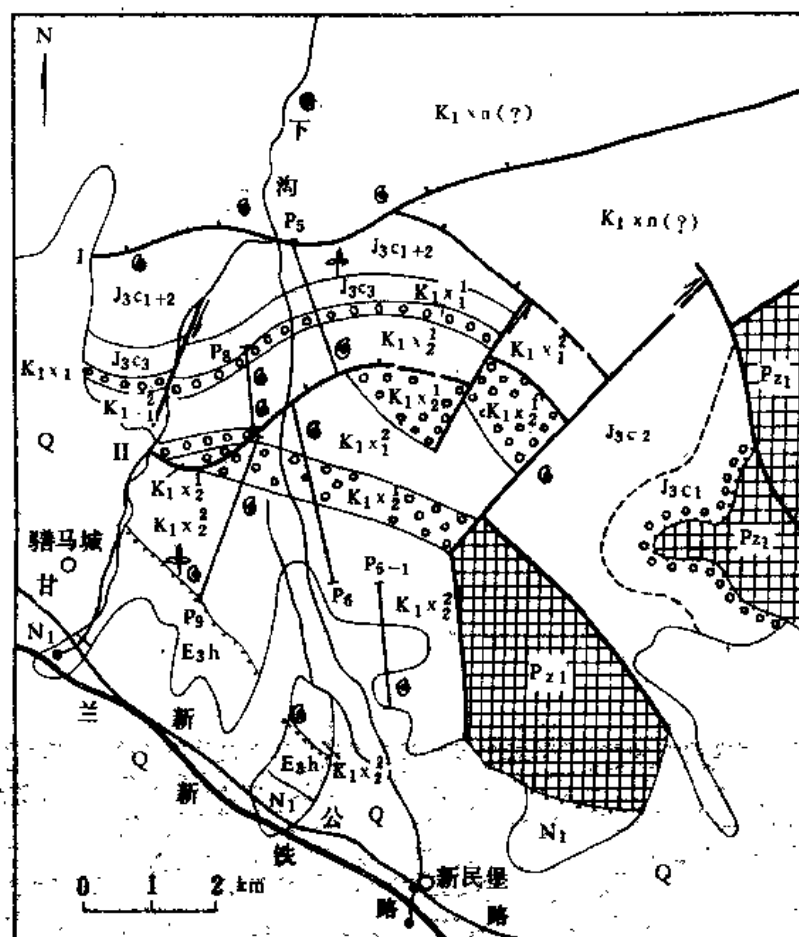 N
K₁xn(?)
下
沟
K₁xn(?)
P₅
I
J₃c₁₊₂
J₃c₁₊₂
J₃c₃
K₁x₁¹
J₃c₃
P₈
K₁x₂¹
K₁x₁²
Pz₁
K₁x₁
K₁x₂¹
J₃c₂
Q
II
K₁x₁²
J₃c₁
K₁x₂¹
K₁x₂¹
K₁x₂²
Pz₁
骟马城
P₅₋₁
甘
P₆
K₁x₂²
P₉
N₁
E₃h
Pz₁
兰
新
Q
E₃h
K₁x₂²
新
N₁
公
Q
N₁
铁
Q
0 1 2 km
新民堡
路
路